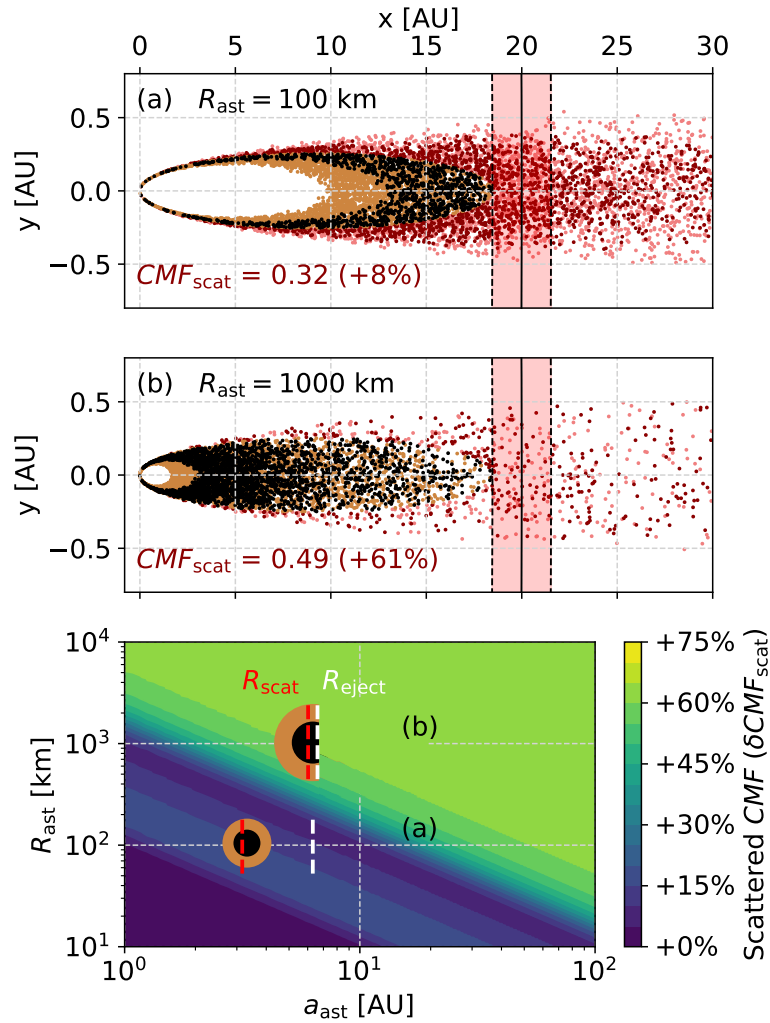 x [AU]
0 5 10 15 20 25 30
(a) R_ast = 100 km
0.5
0.0
−0.5
y [AU]
CMF_scat = 0.32 (+8%)
(b) R_ast = 1000 km
0.5
0.0
−0.5
y [AU]
CMF_scat = 0.49 (+61%)
10^4
10^3
10^2
10^1
R_ast [km]
R_scat R_eject
(b)
(a)
10^0 10^1 10^2
a_ast [AU]
+75%
+60%
+45%
+30%
+15%
+0%
Scattered CMF (δCMF_scat)